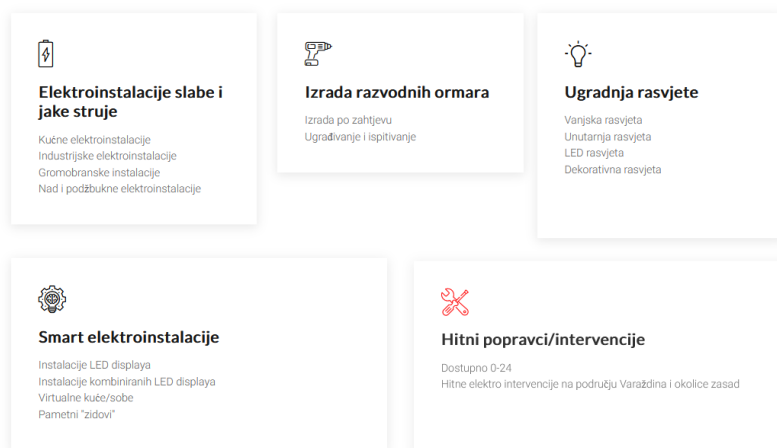 Elektroinstalacije slabe i
jake struje
Kućne elektroinstalacije
Industrijske elektroinstalacije
Gromobranske instalacije
Nad i podžbukne elektroinstalacije
Izrada razvodnih ormara
Izrada po zahtjevu
Ugrađivanje i ispitivanje
Ugradnja rasvjete
Vanjska rasvjeta
Unutarnja rasvjeta
LED rasvjeta
Dekorativna rasvjeta
Smart elektroinstalacije
Instalacije LED displaya
Instalacije kombiniranih LED displaya
Virtualne kuće/sobe
Pametni "zidovi"
Hitni popravci/intervencije
Dostupno 0-24
Hitne elektro intervencije na području Varaždina i okolice zasad